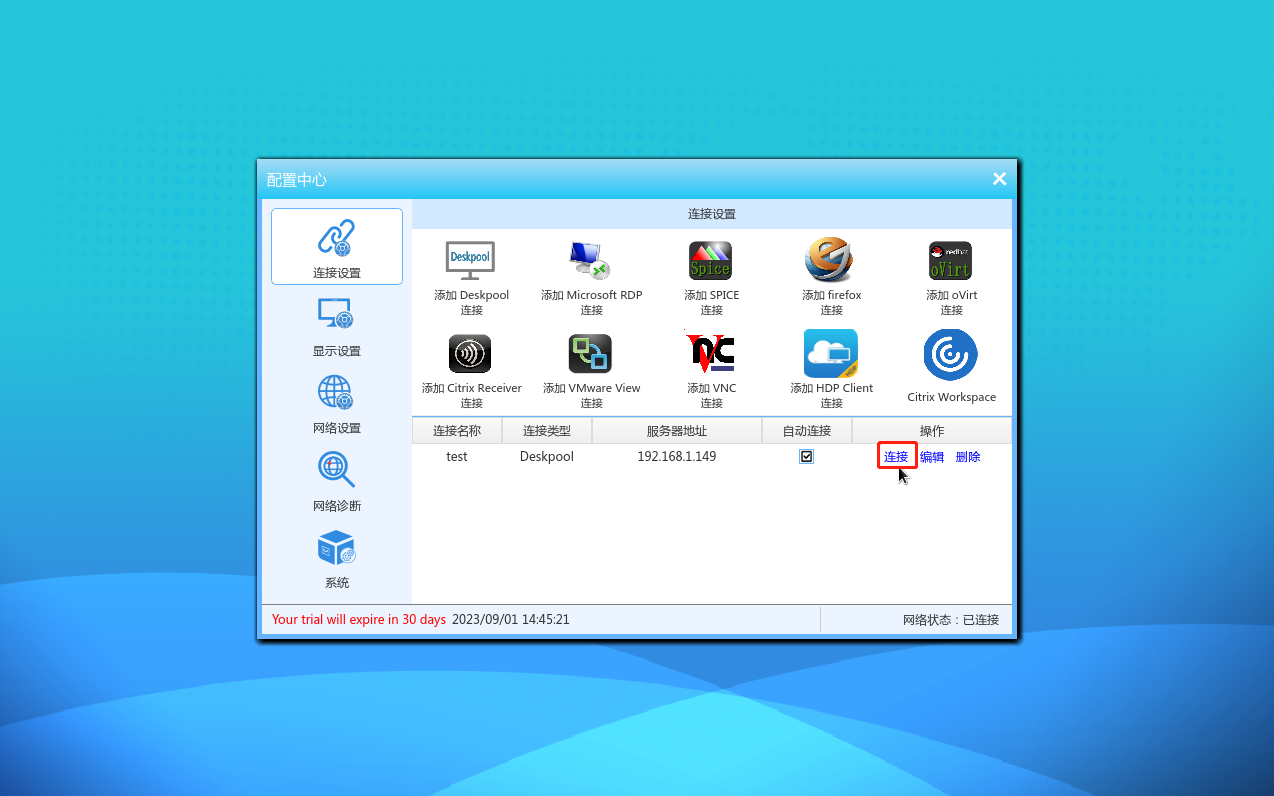 配置中心
连接设置
显示设置
网络设置
网络诊断
系统
连接设置
Deskpool
Spice
redhat
oVirt
添加 Deskpool
连接
添加 Microsoft RDP
连接
添加 SPICE
连接
添加 firefox
连接
添加 oVirt
连接
VNC
添加 Citrix Receiver
连接
添加 VMware View
连接
添加 VNC
连接
添加 HDP Client
连接
Citrix Workspace
连接名称 连接类型 服务器地址 自动连接 操作
test Deskpool 192.168.1.149 连接 编辑 删除
Your trial will expire in 30 days 2023/09/01 14:45:21 网络状态：已连接